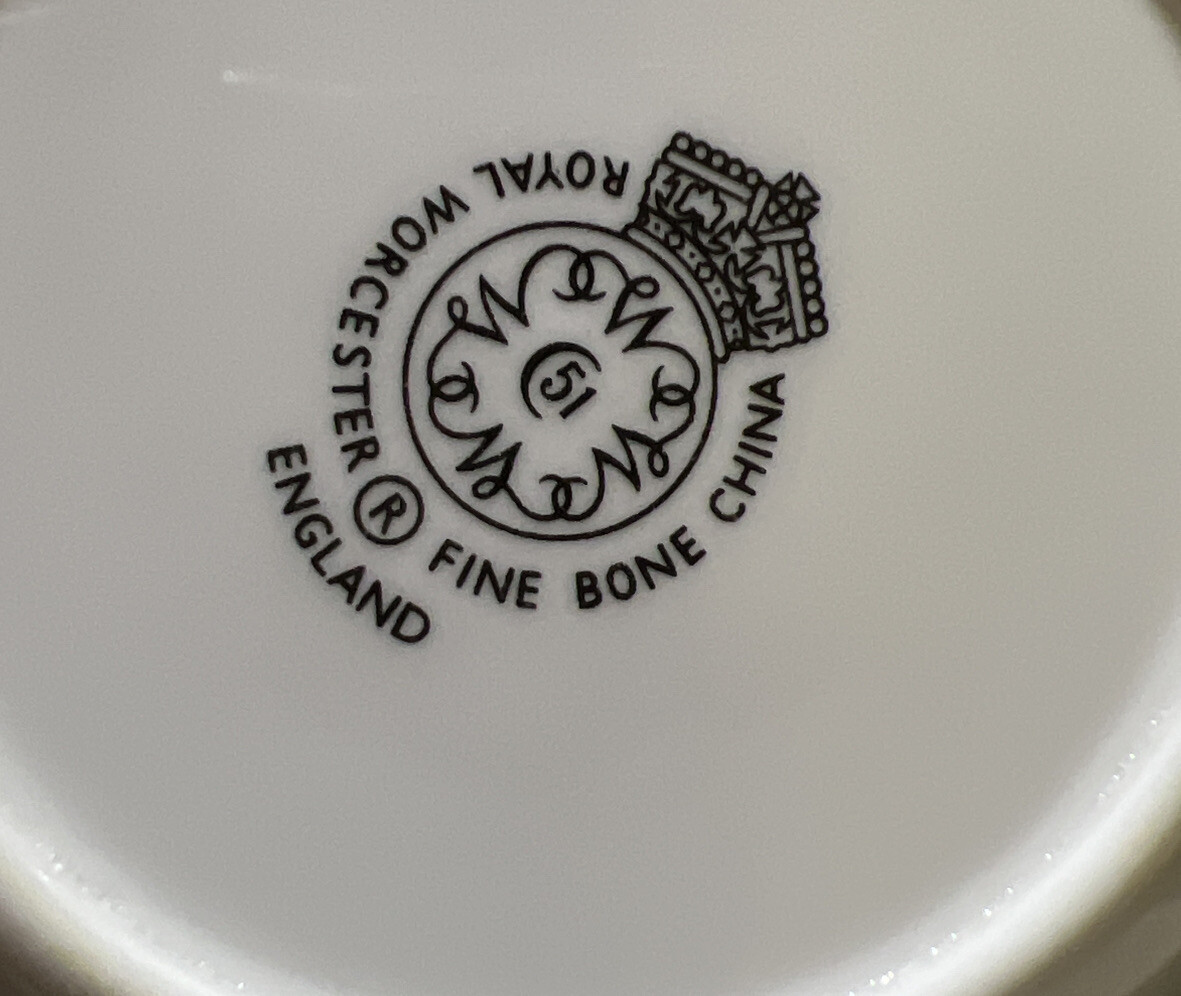 ROYAL WORCESTER ®
FINE BONE CHINA
ENGLAND
51